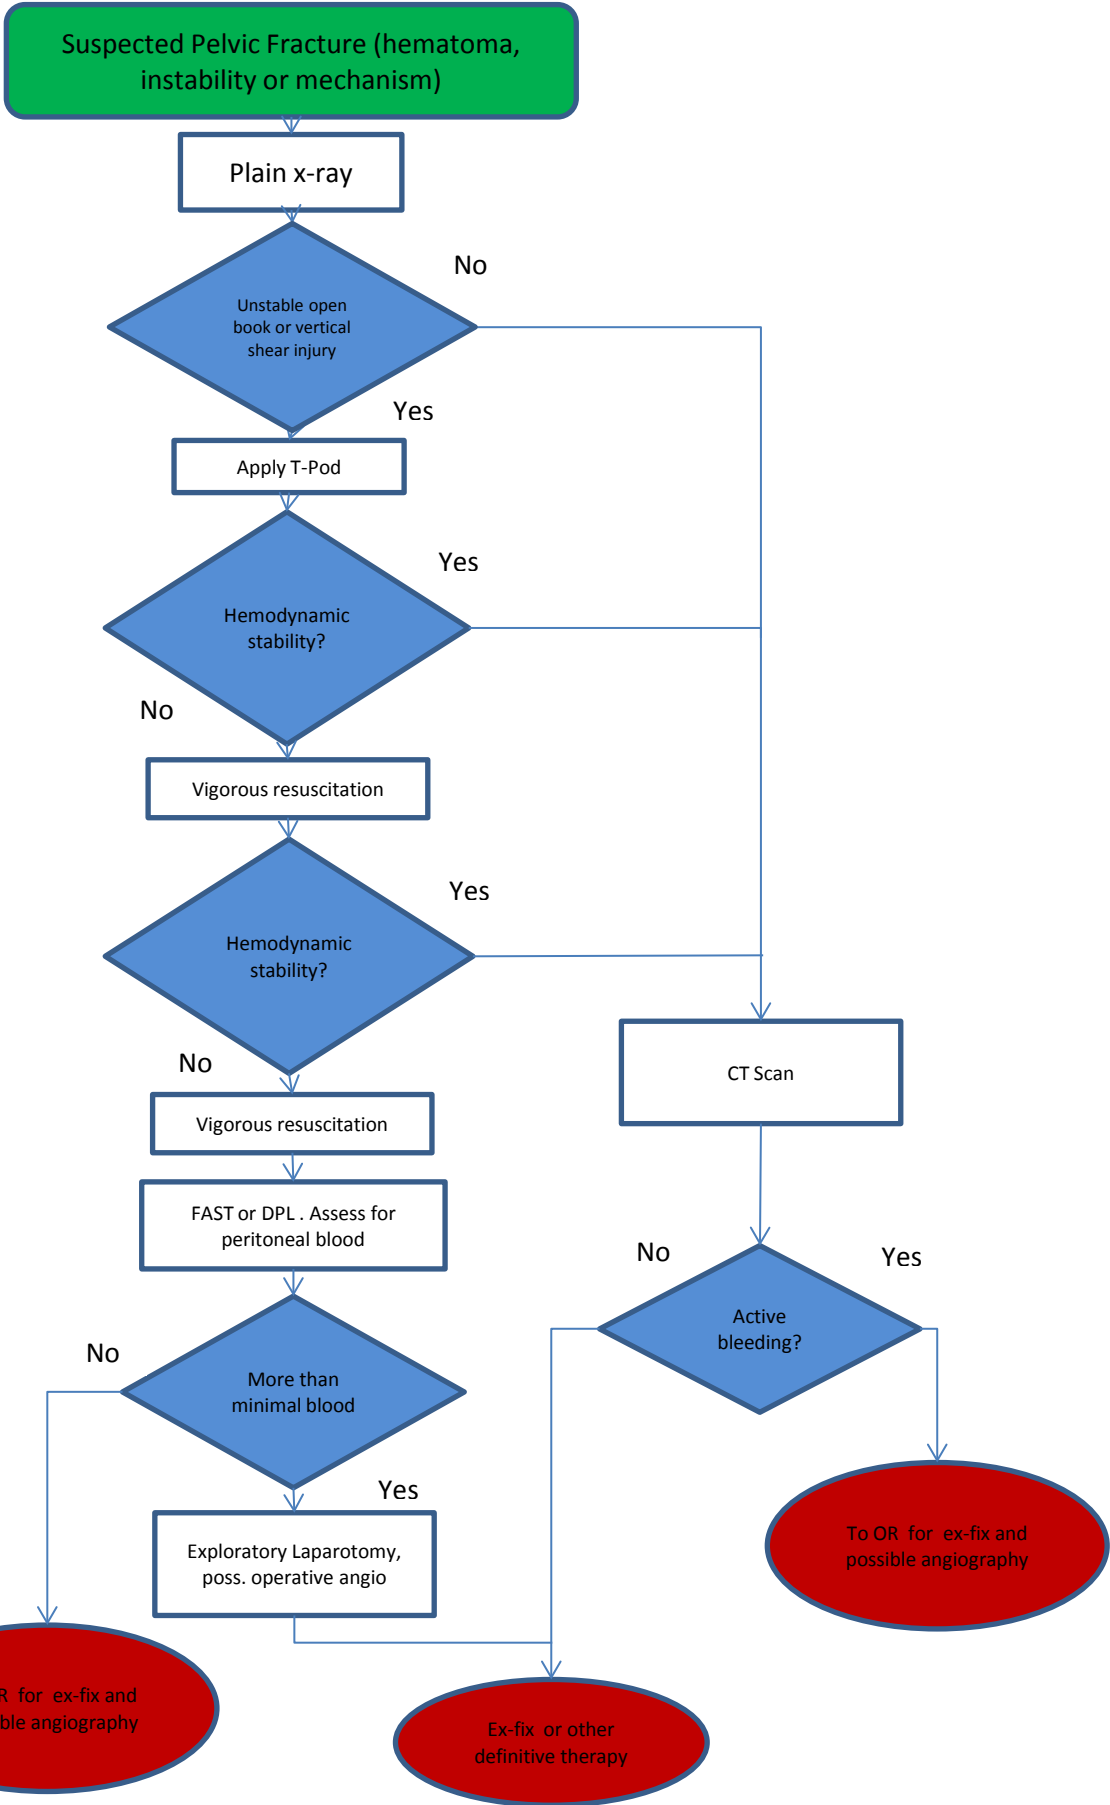 Suspected Pelvic Fracture (hematoma,
instability or mechanism)
Plain x-ray
No
Unstable open
book or vertical
shear injury
Yes
Apply T-Pod
Yes
Hemodynamic
stability?
No
Vigorous resuscitation
Yes
Hemodynamic
stability?
No
CT Scan
Vigorous resuscitation
FAST or DPL . Assess for
peritoneal blood
No
Yes
Active
bleeding?
No
More than
minimal blood
Yes
To OR for ex-fix and
possible angiography
Exploratory Laparotomy,
poss. operative angio
for ex-fix and
angiography
Ex-fix or other
definitive therapy